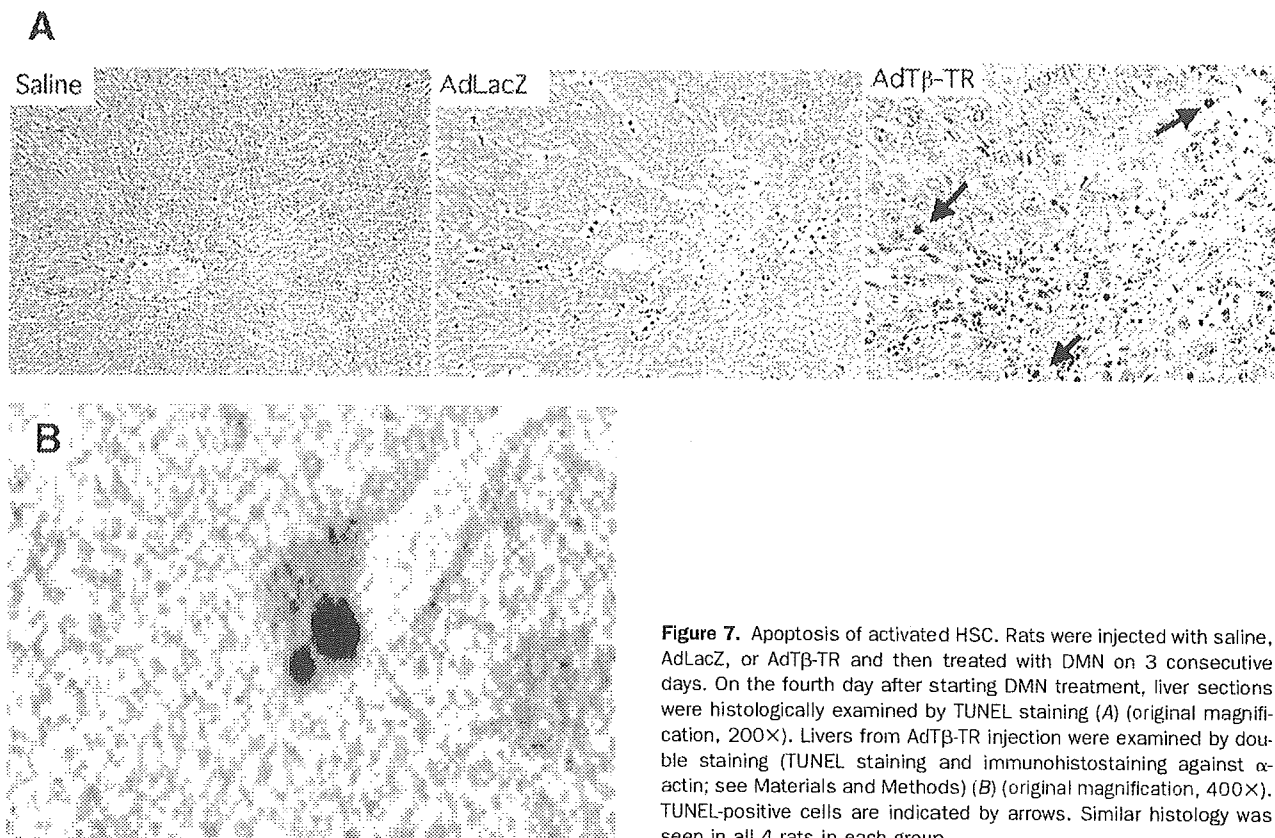 A
Saline AdLacZ AdTβ-TR
B
Figure 7. Apoptosis of activated HSC. Rats were injected with saline,
AdLacZ, or AdTβ-TR and then treated with DMN on 3 consecutive
days. On the fourth day after starting DMN treatment, liver sections
were histologically examined by TUNEL staining (A) (original magnifi-
cation, 200×). Livers from AdTβ-TR injection were examined by dou-
ble staining (TUNEL staining and immunohistostaining against α-
actin; see Materials and Methods) (B) (original magnification, 400×).
TUNEL-positive cells are indicated by arrows. Similar histology was
seen in all 4 rats in each group.